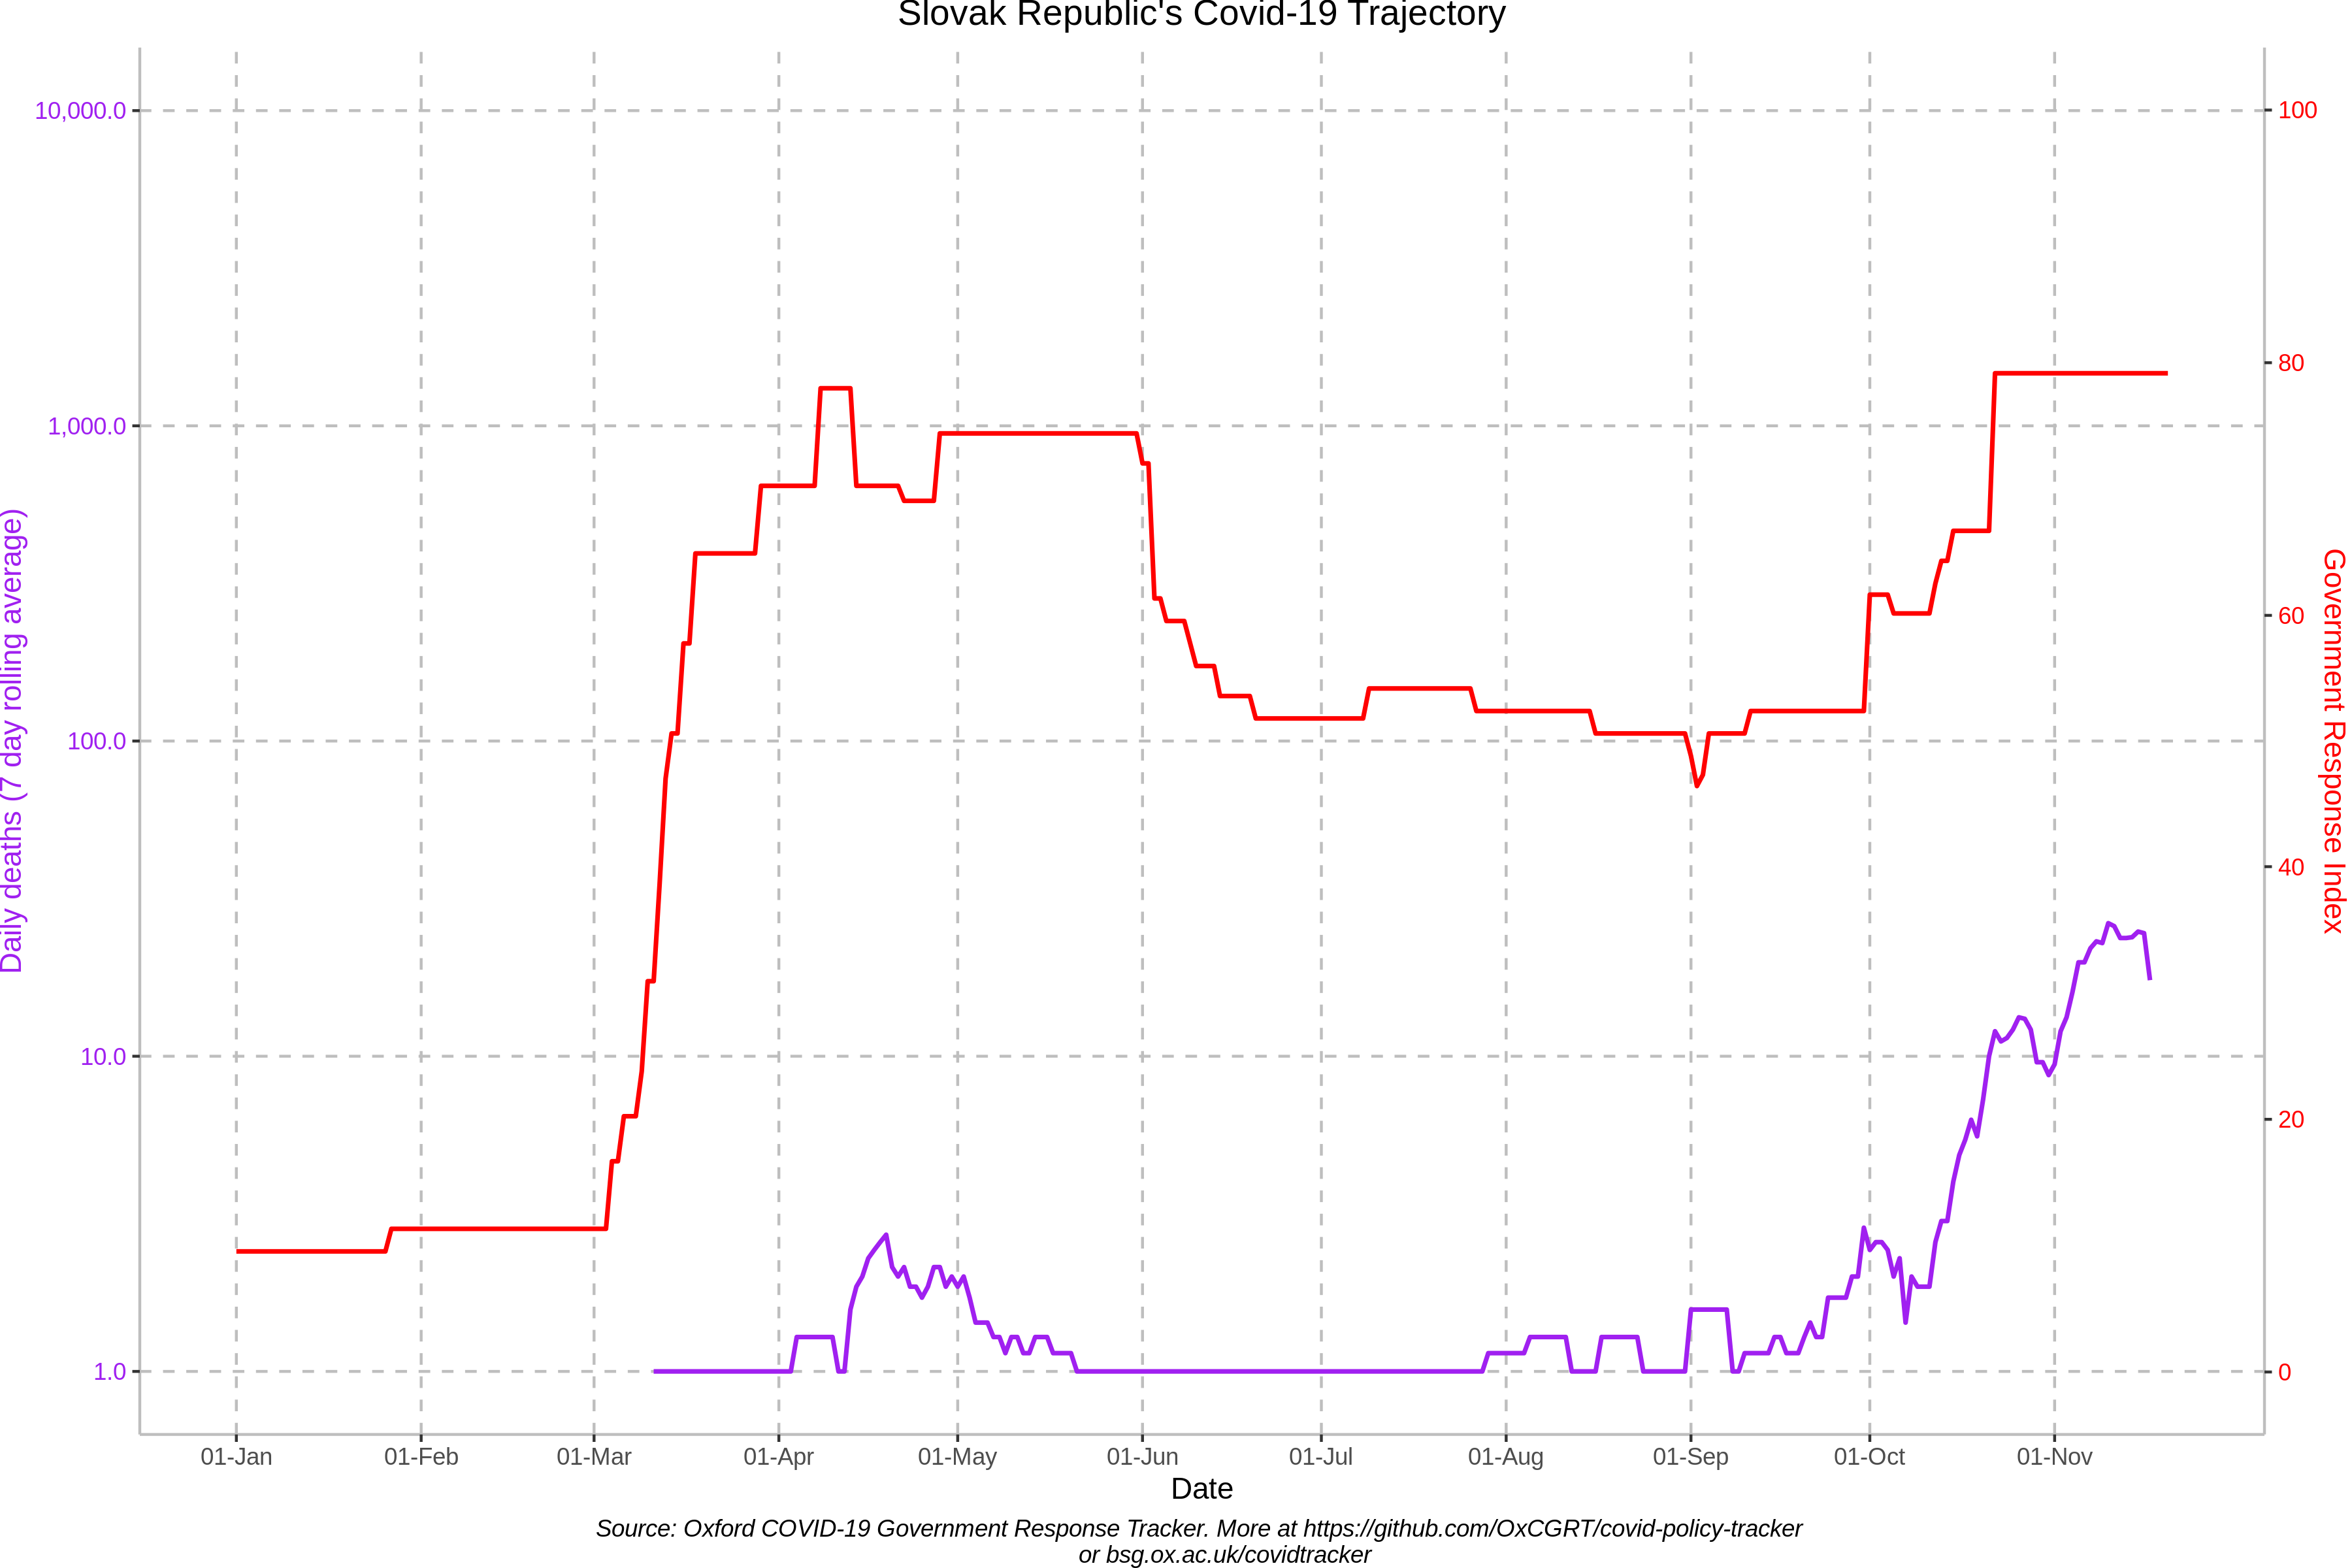 Slovak Republic's Covid-19 Trajectory
10,000.0
1,000.0
100.0
10.0
1.0
Daily deaths (7 day rolling average)
100
80
60
40
20
0
Government Response Index
01-Jan
01-Feb
01-Mar
01-Apr
01-May
01-Jun
01-Jul
01-Aug
01-Sep
01-Oct
01-Nov
Date
Source: Oxford COVID-19 Government Response Tracker. More at https://github.com/OxCGRT/covid-policy-tracker
or bsg.ox.ac.uk/covidtracker